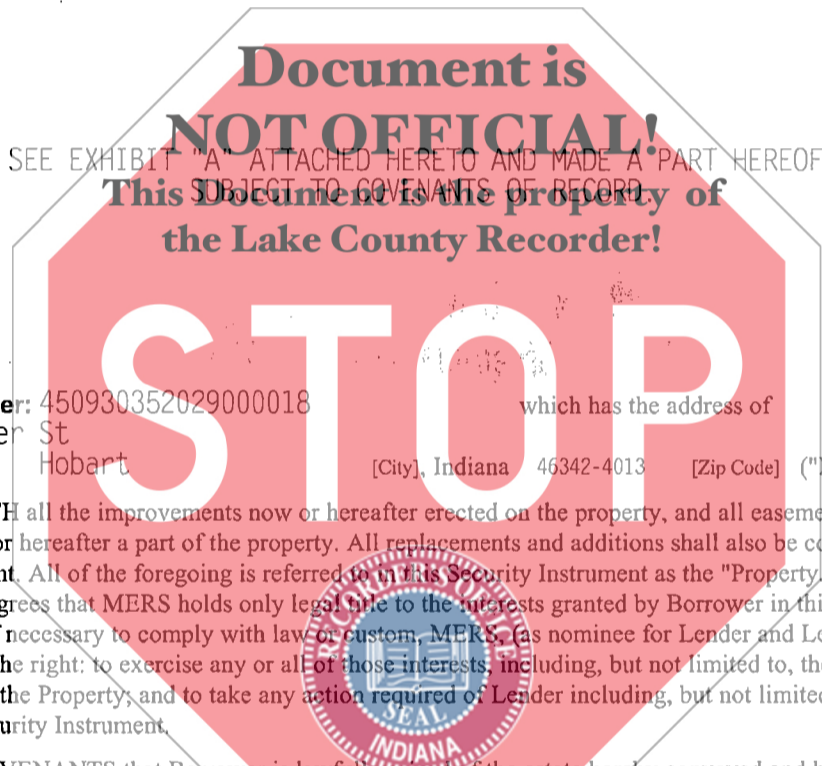 Document is
NOT OFFICIAL!
SEE EXHIBIT "A" ATTACHED HERETO AND MADE A PART HEREOF
SUBJECT TO COVENANTS OF RECORD.
This Document is the property of
the Lake County Recorder!
STOP
er: 450930352029000018 which has the address of
er St
Hobart [City], Indiana 46342-4013 [Zip Code] ("
H all the improvements now or hereafter erected on the property, and all easeme
or hereafter a part of the property. All replacements and additions shall also be co
nt. All of the foregoing is referred to in this Security Instrument as the "Property.
grees that MERS holds only legal title to the interests granted by Borrower in thi
f necessary to comply with law or custom, MERS, (as nominee for Lender and Le
he right: to exercise any or all of those interests, including, but not limited to, th
the Property; and to take any action required of Lender including, but not limited
urity Instrument.
RECORDER'S OFFICE
SEAL
INDIANA